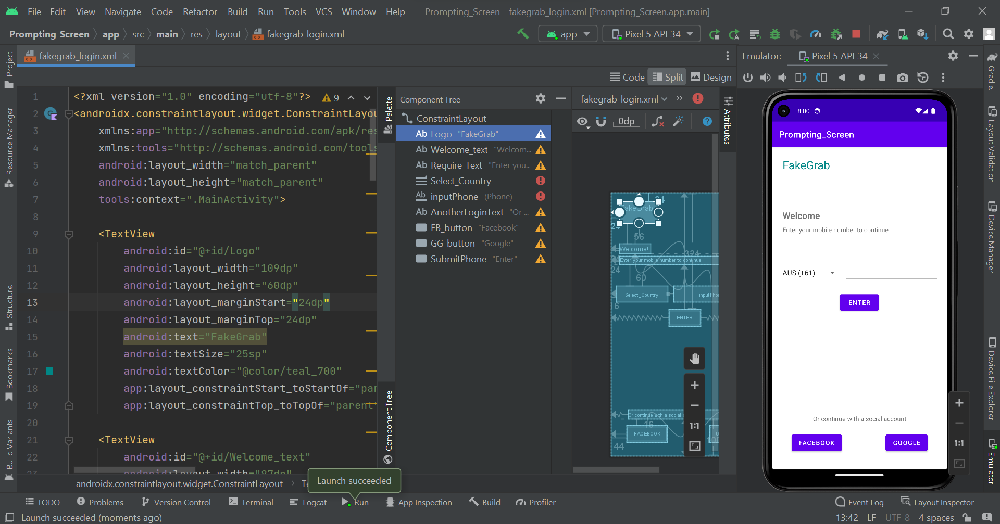 File Edit View Navigate Code Refactor Build Run Tools VCS Window Help Prompting_Screen - fakegrab_login.xml [Prompting_Screen.app.main]
Prompting_Screen app src main res layout fakegrab_login.xml app Pixel 5 API 34
fakegrab_login.xml
Emulator: Pixel 5 API 34
Code Split Design
Project
Resource Manager
Structure
Bookmarks
Build Variants
1 <?xml version="1.0" encoding="utf-8"?> 9
2 <androidx.constraintlayout.widget.ConstraintLayou
3 xmlns:app="http://schemas.android.com/apk/res
4 xmlns:tools="http://schemas.android.com/tools
5 android:layout_width="match_parent"
6 android:layout_height="match_parent"
7 tools:context=".MainActivity">
8
9 <TextView
10 android:id="@+id/Logo"
11 android:layout_width="109dp"
12 android:layout_height="60dp"
13 android:layout_marginStart="24dp"
14 android:layout_marginTop="24dp"
15 android:text="FakeGrab"
16 android:textSize="25sp"
17 android:textColor="@color/teal_700"
18 app:layout_constraintStart_toStartOf="par
19 app:layout_constraintTop_toTopOf="parent"
20
21 <TextView
22 android:id="@+id/Welcome_text"
23 android:layout_width="87dp"
androidx.constraintlayout.widget.ConstraintLayout
Launch succeeded
Palette
Component Tree
Component Tree
ConstraintLayout
Ab Logo "FakeGrab"
Ab Welcome_text "Welcom...
Ab Require_Text "Enter you...
Select_Country
Ab inputPhone (Phone)
Ab AnotherLoginText "Or ...
FB_button "Facebook"
GG_button "Google"
SubmitPhone "Enter"
fakegrab_login.xml
0dp
Attributes
24
FakeGrab
24
56
Welcome!
324
Enter your mobile number to continue
24
60
Select_Country inputPho
16
ENTER
Or continue with a social a
16
FACEBOOK G
44 100
1:1
8:00
Prompting_Screen
FakeGrab
Welcome
Enter your mobile number to continue
AUS (+61)
ENTER
Or continue with a social account
FACEBOOK GOOGLE
1:1
Gradle
Layout Validation
Device Manager
Device File Explorer
Emulator
TODO Problems Version Control Terminal Logcat Run App Inspection Build Profiler Event Log Layout Inspector
Launch succeeded (moments ago) 13:42 LF UTF-8 4 spaces